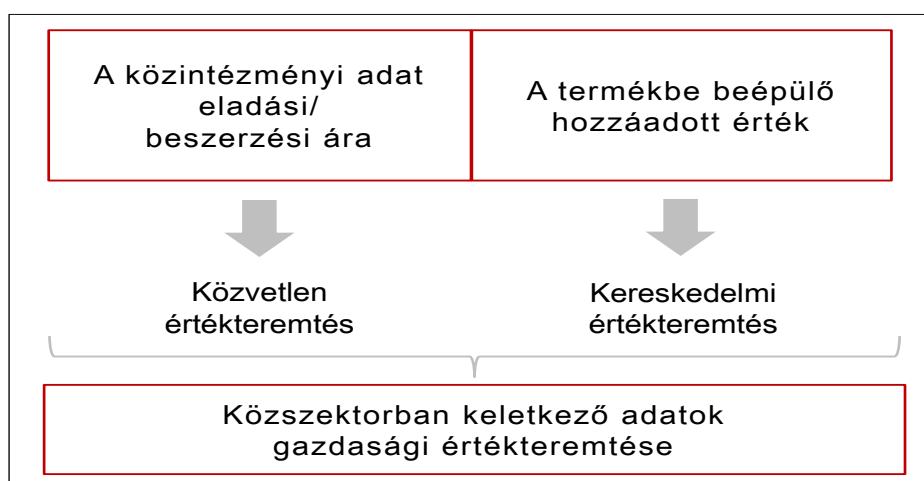 A közintézményi adat
eladási/
beszerzési ára
A termékbe beépülő
hozzáadott érték
Közvetlen
értékteremtés
Kereskedelmi
értékteremtés
Közszektorban keletkező adatok
gazdasági értékteremtése